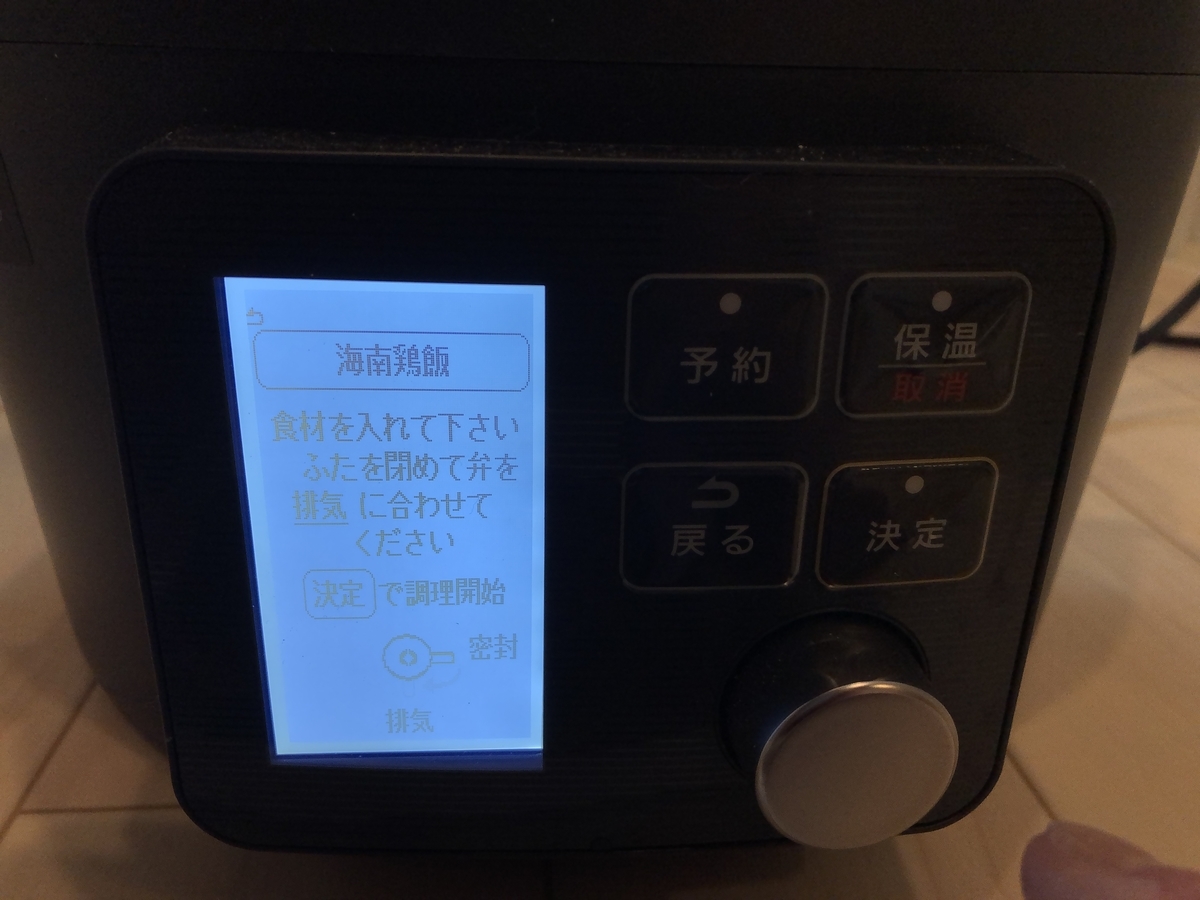 海南鶏飯
食材を入れて下さい
ふたを閉めて弁を
排気 に合わせて
ください
決定 で調理開始
密封
排気
予約
保温
取消
戻る
決定